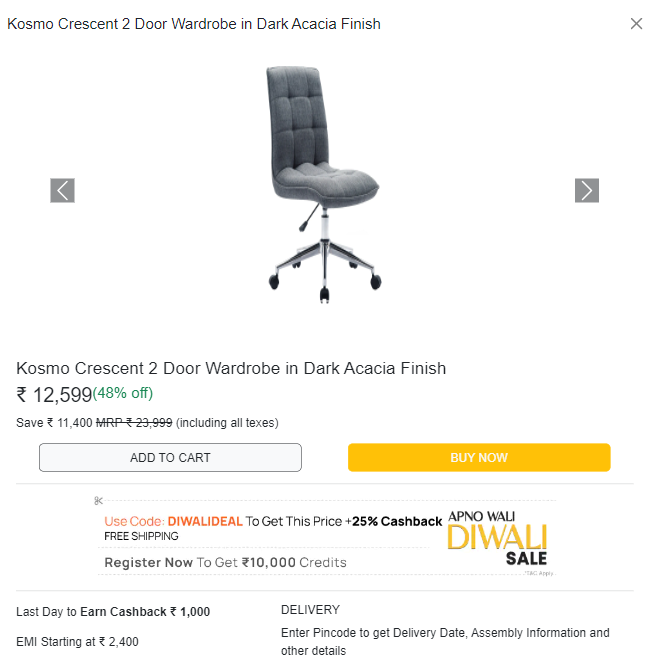 Kosmo Crescent 2 Door Wardrobe in Dark Acacia Finish
Kosmo Crescent 2 Door Wardrobe in Dark Acacia Finish
₹ 12,599(48% off)
Save ₹ 11,400 MRP ₹ 23,999 (including all texes)
ADD TO CART
BUY NOW
Use Code: DIWALIDEAL To Get This Price +25% Cashback
FREE SHIPPING
Register Now To Get ₹10,000 Credits
APNO WALI
DIWALI
SALE
*T&C Apply
Last Day to Earn Cashback ₹ 1,000
EMI Starting at ₹ 2,400
DELIVERY
Enter Pincode to get Delivery Date, Assembly Information and
other details